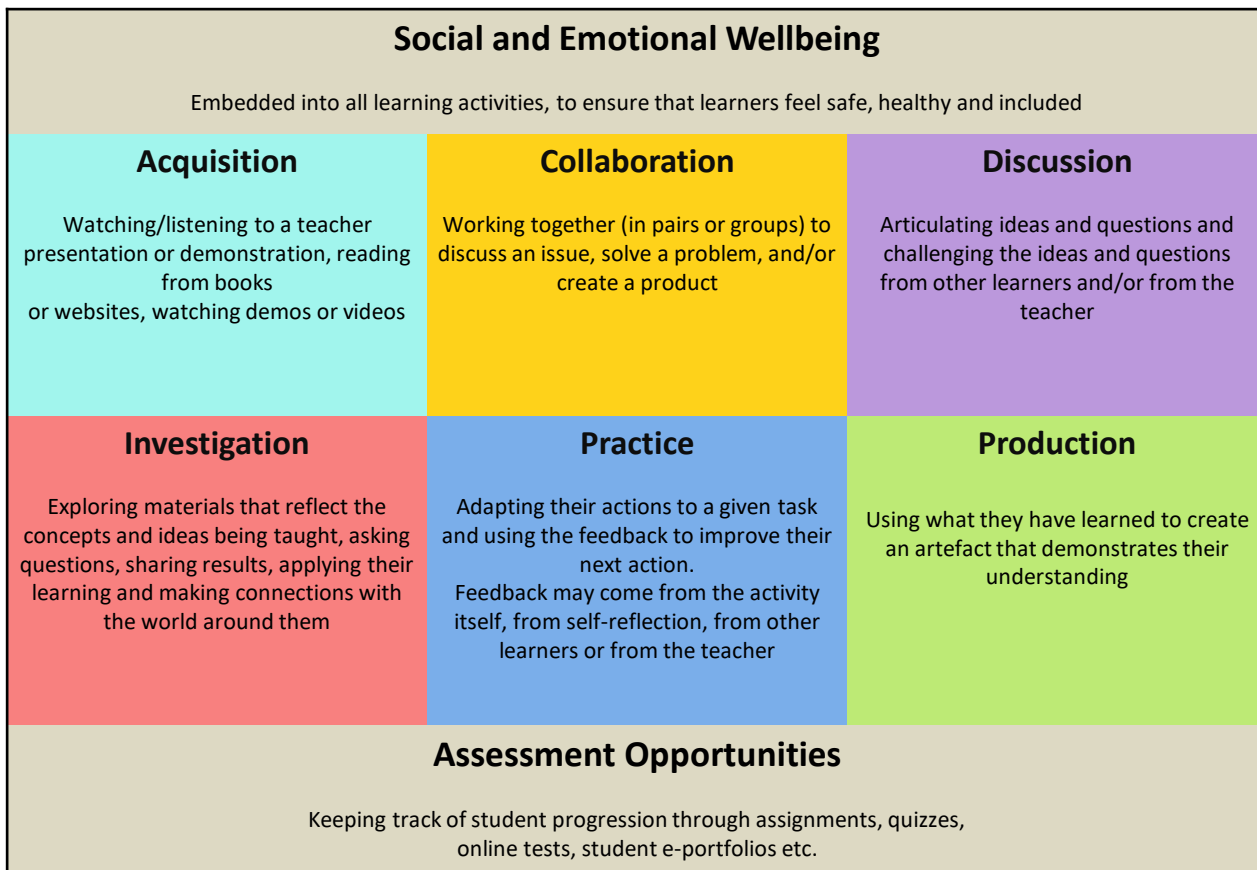 Social and Emotional Wellbeing
Embedded into all learning activities, to ensure that learners feel safe, healthy and included
Acquisition
Watching/listening to a teacher
presentation or demonstration, reading
from books
or websites, watching demos or videos
Collaboration
Working together (in pairs or groups) to
discuss an issue, solve a problem, and/or
create a product
Discussion
Articulating ideas and questions and
challenging the ideas and questions
from other learners and/or from the
teacher
Investigation
Exploring materials that reflect the
concepts and ideas being taught, asking
questions, sharing results, applying their
learning and making connections with
the world around them
Practice
Adapting their actions to a given task
and using the feedback to improve their
next action.
Feedback may come from the activity
itself, from self-reflection, from other
learners or from the teacher
Production
Using what they have learned to create
an artefact that demonstrates their
understanding
Assessment Opportunities
Keeping track of student progression through assignments, quizzes,
online tests, student e-portfolios etc.